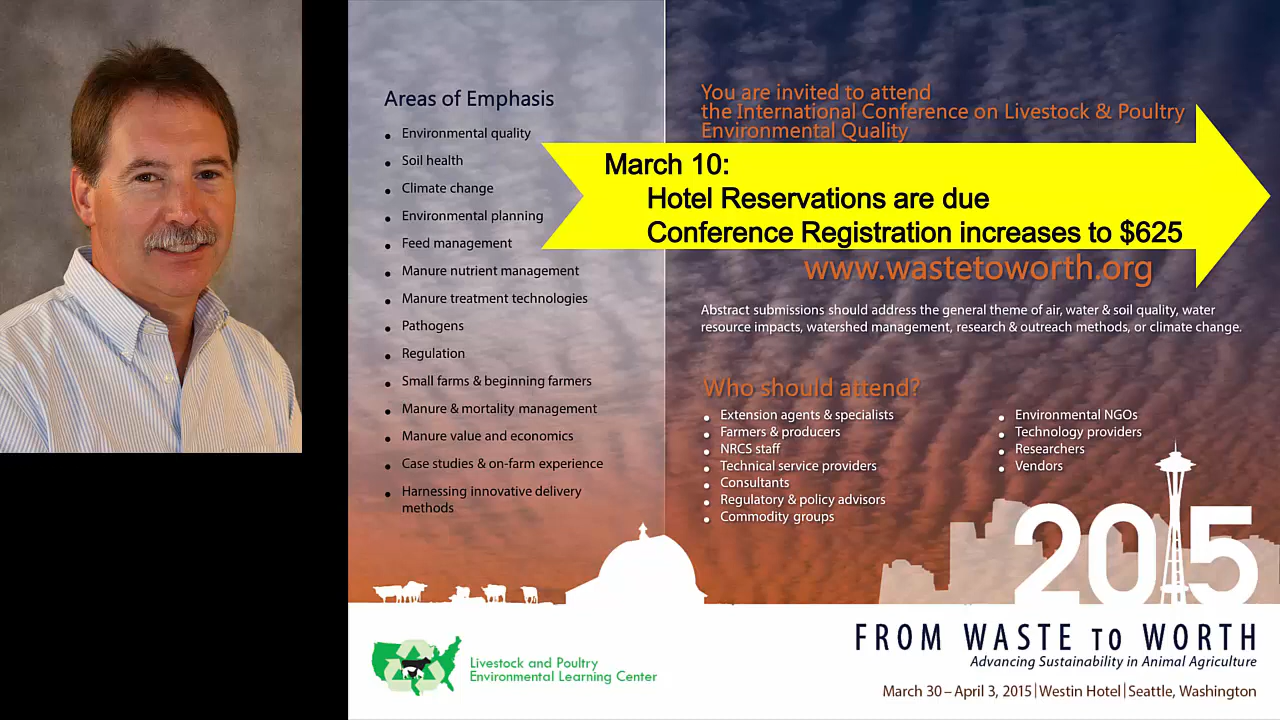 Areas of Emphasis
• Environmental quality
• Soil health
• Climate change
• Environmental planning
• Feed management
• Manure nutrient management
• Manure treatment technologies
• Pathogens
• Regulation
• Small farms & beginning farmers
• Manure & mortality management
• Manure value and economics
• Case studies & on-farm experience
• Harnessing innovative delivery
methods
You are invited to attend
the International Conference on Livestock & Poultry
Environmental Quality
March 10:
Hotel Reservations are due
Conference Registration increases to $625
www.wastetoworth.org
Abstract submissions should address the general theme of air, water & soil quality, water
resource impacts, watershed management, research & outreach methods, or climate change.
Who should attend?
• Extension agents & specialists
• Farmers & producers
• NRCS staff
• Technical service providers
• Consultants
• Regulatory & policy advisors
• Commodity groups
• Environmental NGOs
• Technology providers
• Researchers
• Vendors
2015
FROM WASTE TO WORTH
Advancing Sustainability in Animal Agriculture
March 30 – April 3, 2015 | Westin Hotel | Seattle, Washington
Livestock and Poultry
Environmental Learning Center